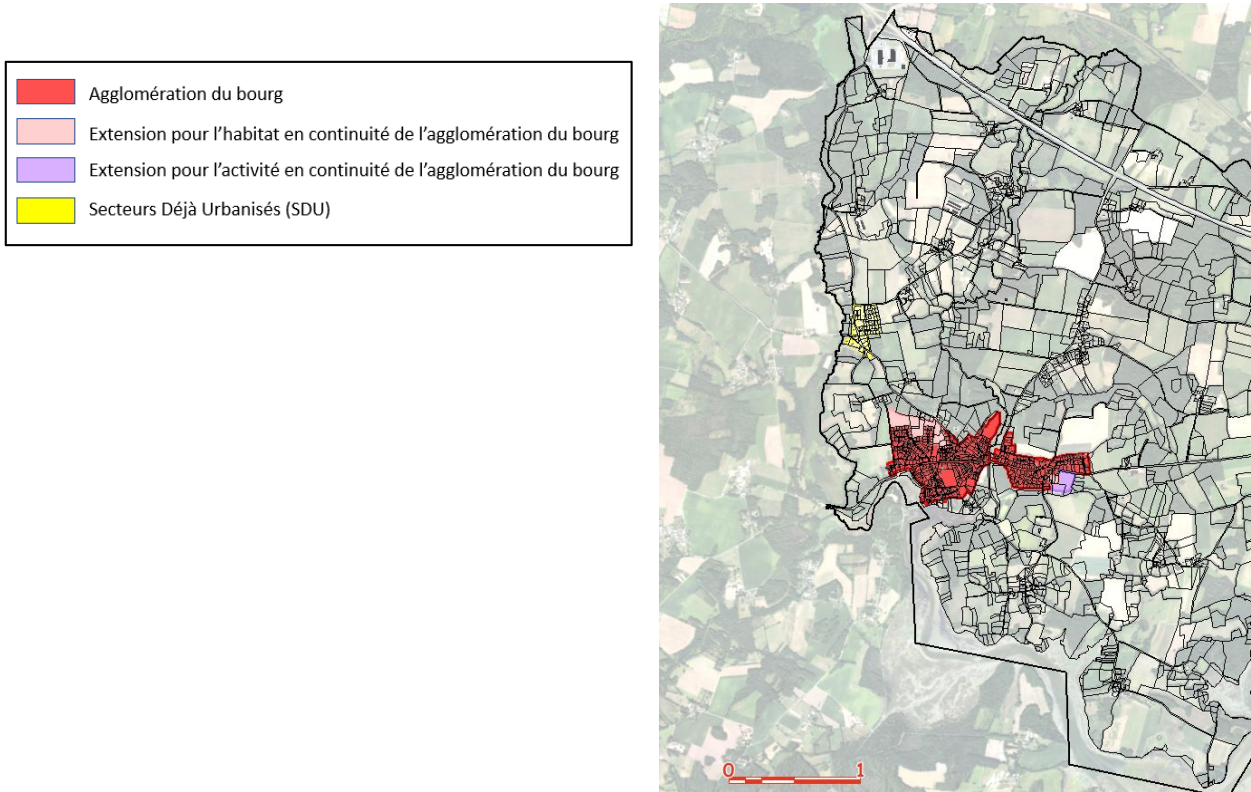 Agglomération du bourg
Extension pour l'habitat en continuité de l'agglomération du bourg
Extension pour l'activité en continuité de l'agglomération du bourg
Secteurs Déjà Urbanisés (SDU)
0 1